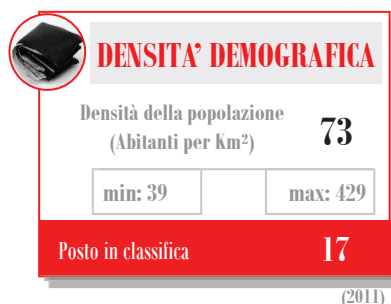 DENSITA' DEMOGRAFICA
Densità della popolazione
(Abitanti per Km²)
73
min: 39
max: 429
Posto in classifica
17
(2011)